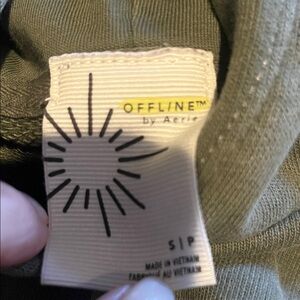 OFFLINE™
by Aerie
S|P
MADE IN VIETNAM
FABRIQUÉ AU VIETNAM